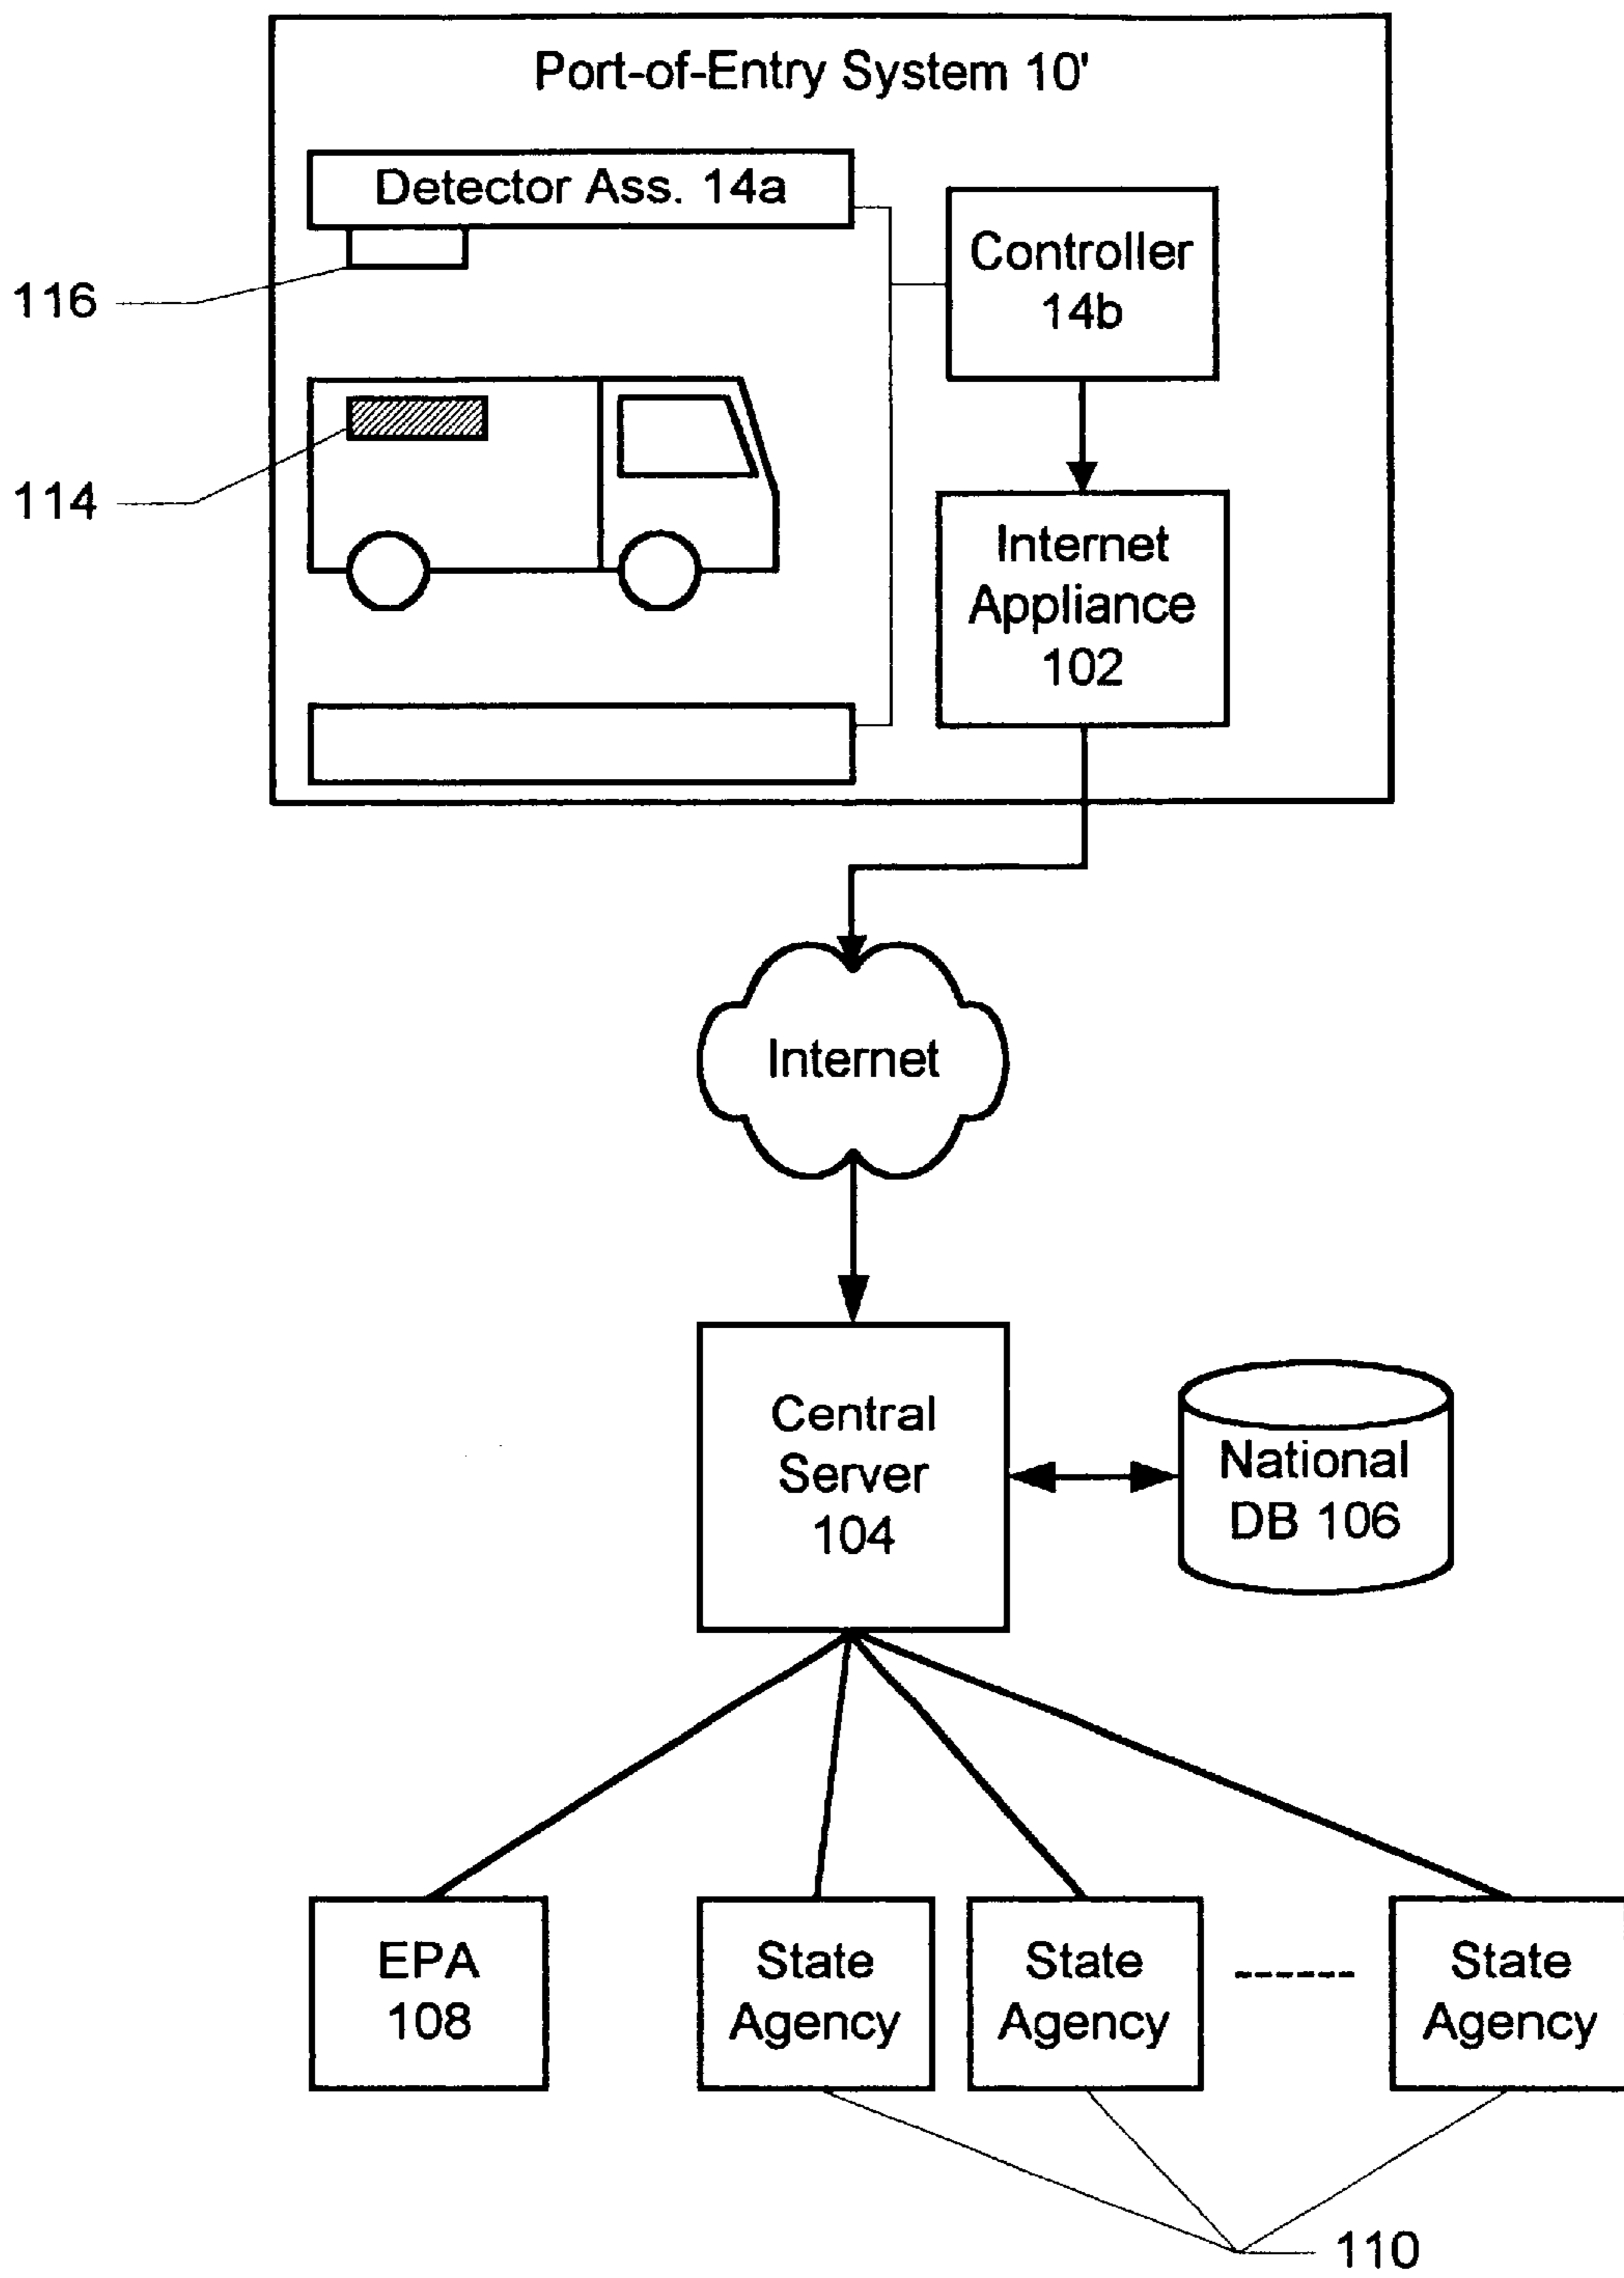 Port-of-Entry System 10'
Detector Ass. 14a
Controller
14b
116
114
Internet
Appliance
102
Internet
Central
Server
104
National
DB 106
EPA
108
State
Agency
State
Agency
State
Agency
110